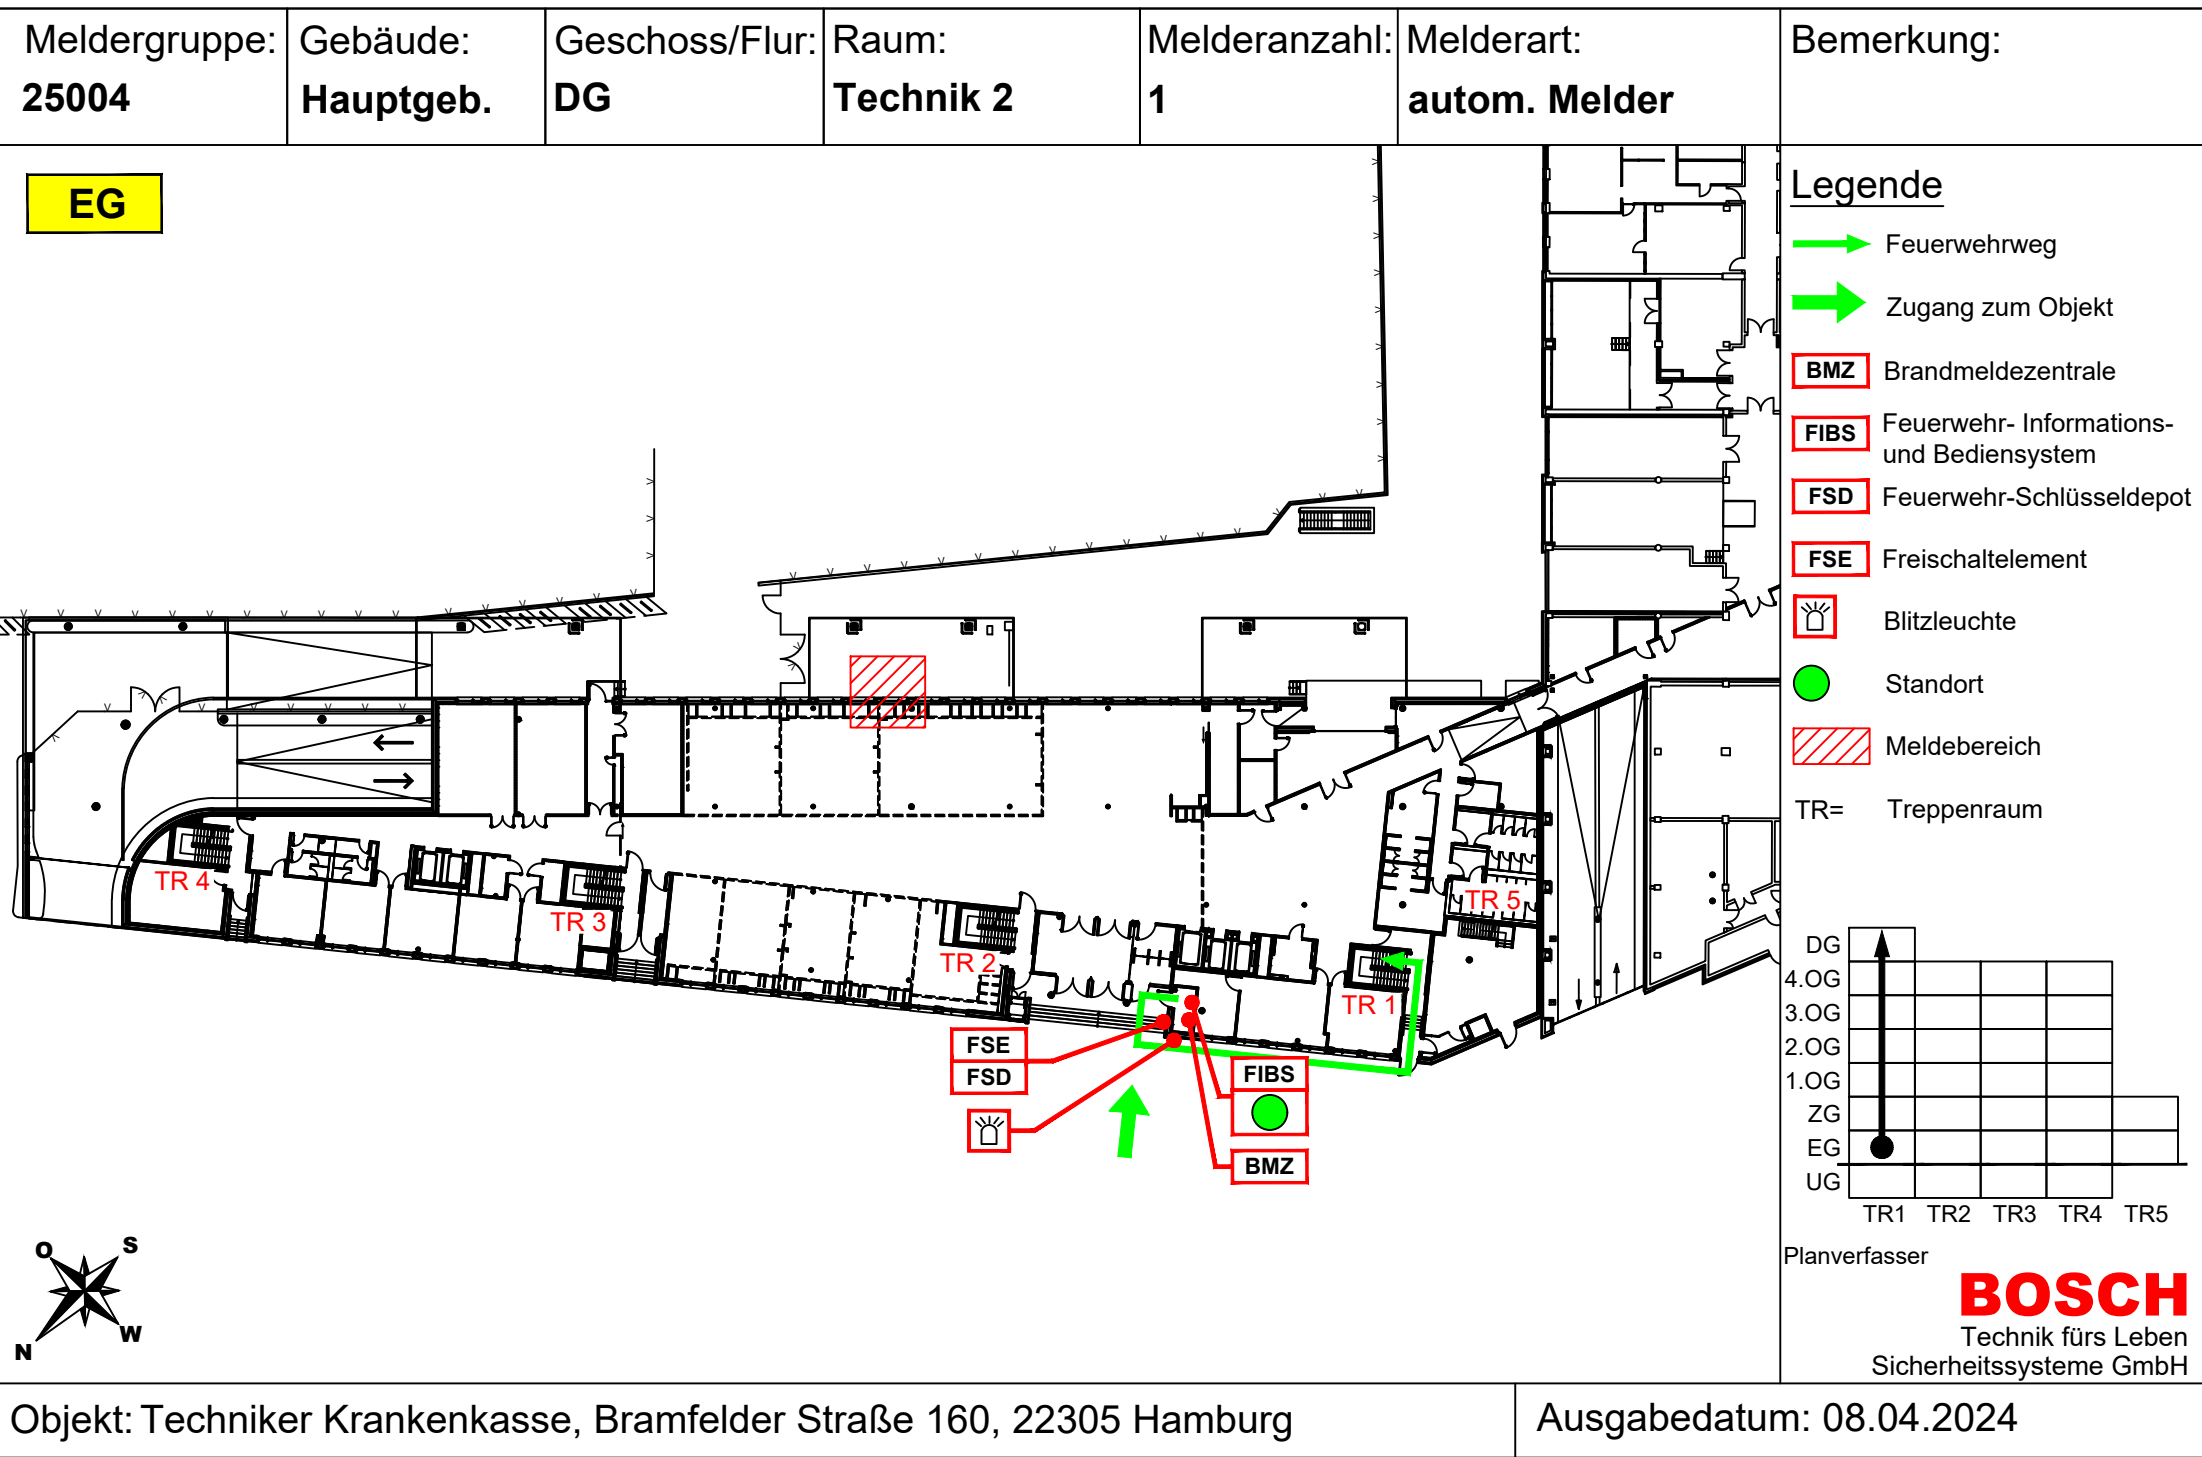 Meldergruppe: Gebäude: Geschoss/Flur: Raum: Melderanzahl: Melderart: Bemerkung:
25004 Hauptgeb. DG Technik 2 1 autom. Melder
EG
Legende
Feuerwehrweg
Zugang zum Objekt
BMZ Brandmeldezentrale
FIBS Feuerwehr- Informations-
und Bediensystem
FSD Feuerwehr-Schlüsseldepot
FSE Freischaltelement
Blitzleuchte
Standort
Meldebereich
TR= Treppenraum
TR 4
TR 3
TR 2
TR 1
TR 5
FSE
FSD
FIBS
BMZ
DG
4.OG
3.OG
2.OG
1.OG
ZG
EG
UG
TR1 TR2 TR3 TR4 TR5
O S
N W
Planverfasser
BOSCH
Technik fürs Leben
Sicherheitssysteme GmbH
Objekt: Techniker Krankenkasse, Bramfelder Straße 160, 22305 Hamburg
Ausgabedatum: 08.04.2024